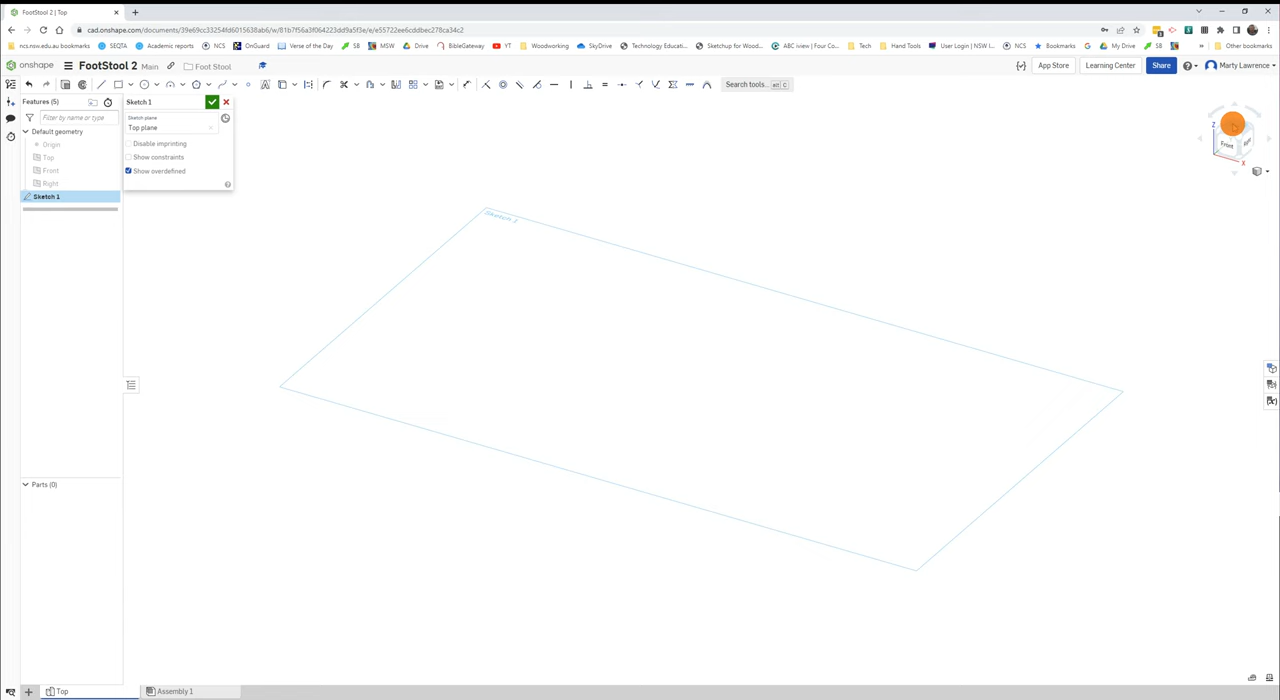 FootStool 2 | Top
cad.onshape.com/documents/39e69cc33254fd6015638ab6/w/81b7f56a3f064223dd9a5f3e/e/e55722ee6cddbec278ca34c2
ncs.nsw.edu.au bookmarks SEQTA Academic reports NCS OnGuard Verse of the Day SB MSW Drive BibleGateway YT Woodworking SkyDrive Technology Educati... Sketchup for Wood... ABC iview | Four Co... Tech Hand Tools User Login | NSW I... NCS Bookmarks My Drive SB » Other bookmarks
onshape FootStool 2 Main Foot Stool App Store Learning Center Share Marty Lawrence
Search tools... alt C
Features (5)
Filter by name or type
Default geometry
Origin
Top
Front
Right
Sketch 1
Sketch 1
Sketch plane
Top plane
Disable imprinting
Show constraints
Show overdefined
Sketch 1
Z
Front
X
Parts (0)
Top Assembly 1